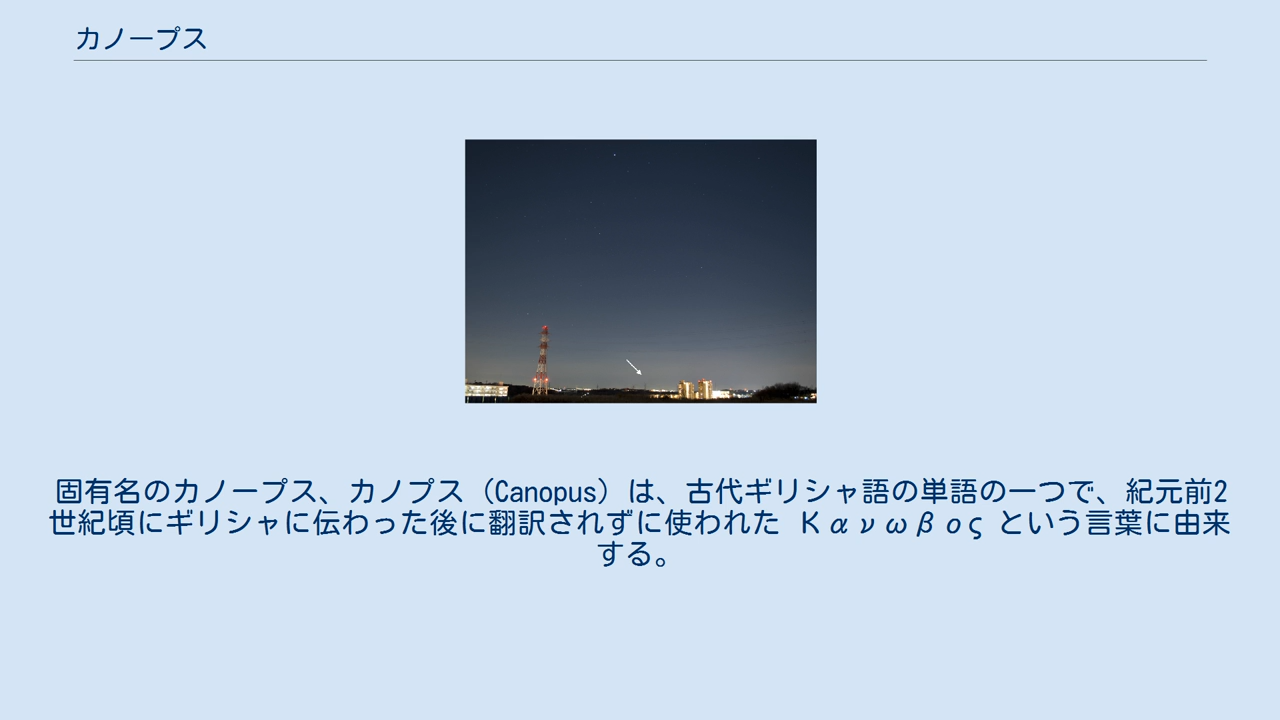 カノープス
固有名のカノープス、カノプス（Canopus）は、古代ギリシャ語の単語の一つで、紀元前2
世紀頃にギリシャに伝わった後に翻訳されずに使われた Κανωβος という言葉に由来
する。